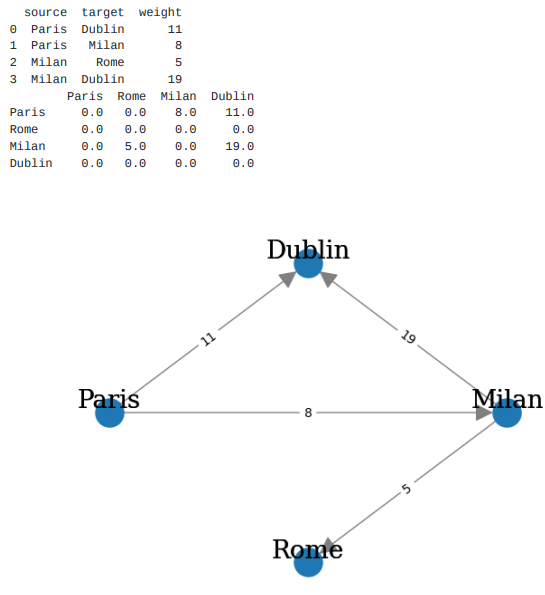 source target weight
0 Paris Dublin 11
1 Paris Milan 8
2 Milan Rome 5
3 Milan Dublin 19
Paris Rome Milan Dublin
Paris 0.0 0.0 8.0 11.0
Rome 0.0 0.0 0.0 0.0
Milan 0.0 5.0 0.0 19.0
Dublin 0.0 0.0 0.0 0.0
Dublin
11
19
Paris
8
Milan
5
Rome